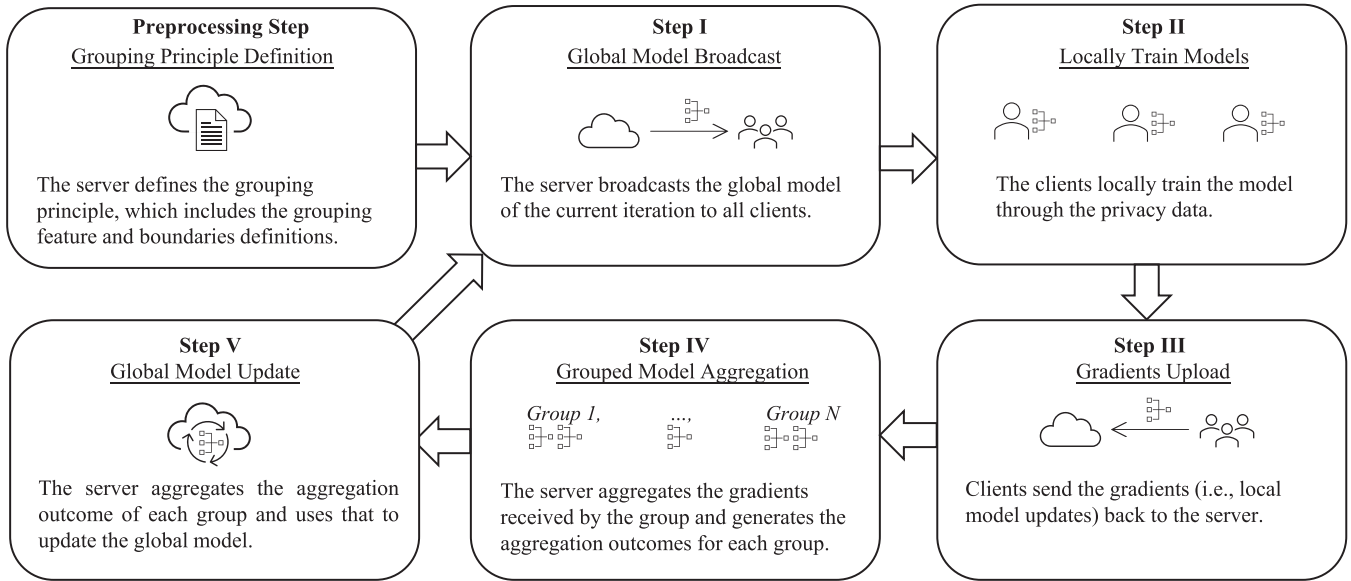 Preprocessing Step
Grouping Principle Definition
The server defines the grouping
principle, which includes the grouping
feature and boundaries definitions.
Step I
Global Model Broadcast
The server broadcasts the global model
of the current iteration to all clients.
Step II
Locally Train Models
The clients locally train the model
through the privacy data.
Step III
Gradients Upload
Clients send the gradients (i.e., local
model updates) back to the server.
Step IV
Grouped Model Aggregation
Group 1, ..., Group N
The server aggregates the gradients
received by the group and generates the
aggregation outcomes for each group.
Step V
Global Model Update
The server aggregates the aggregation
outcome of each group and uses that to
update the global model.